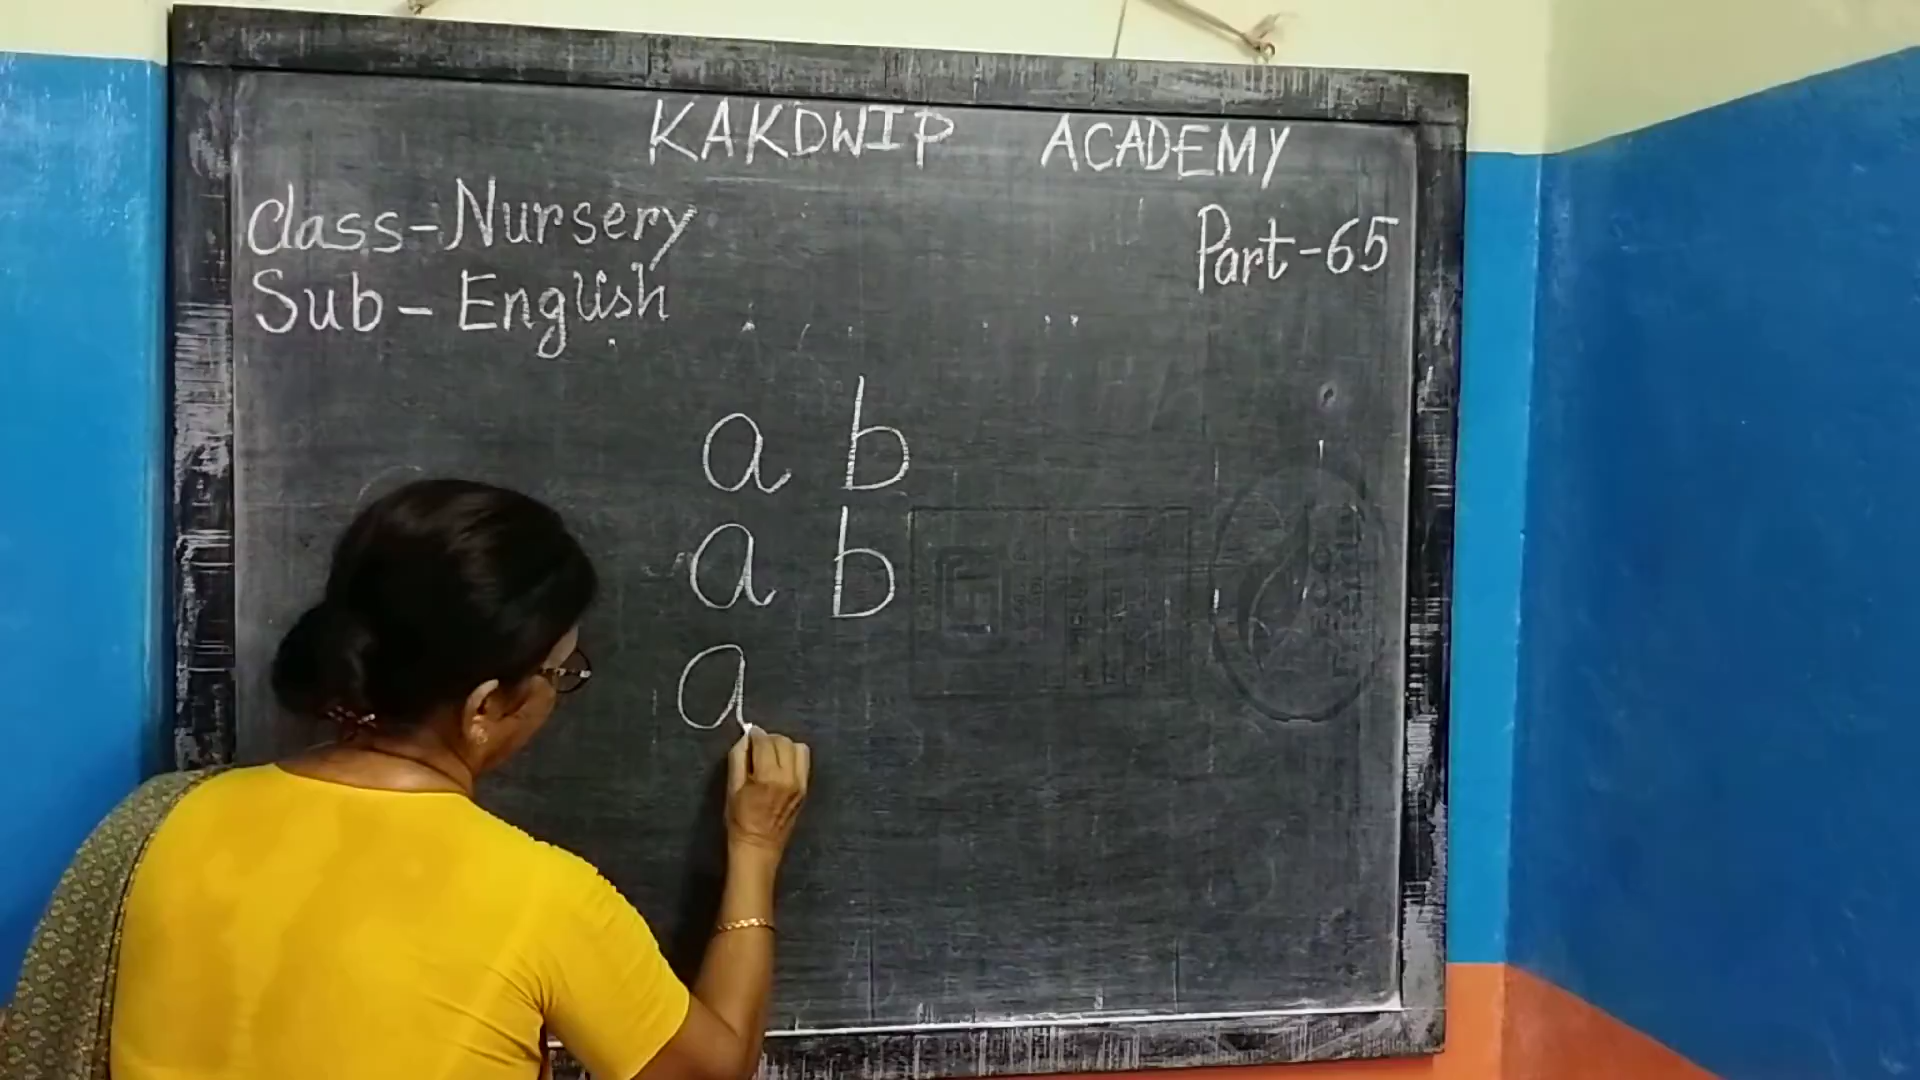 KAKDWIP ACADEMY
Class-Nursery
Part-65
Sub-English
a b
a b
a